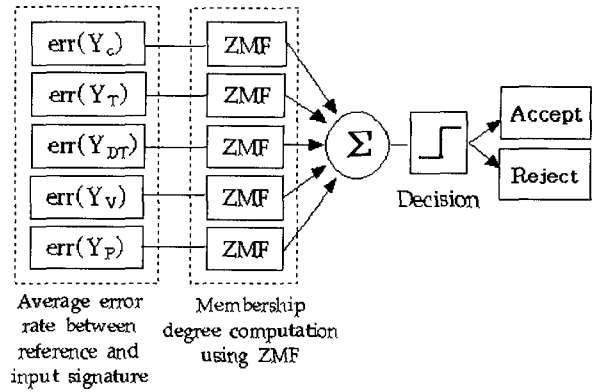 err(Y_c) ZMF
err(Y_T) ZMF
err(Y_DT) ZMF
err(Y_V) ZMF
err(Y_P) ZMF
Σ
Accept
Reject
Decision
Average error
rate between
reference and
input signature
Membership
degree computation
using ZMF